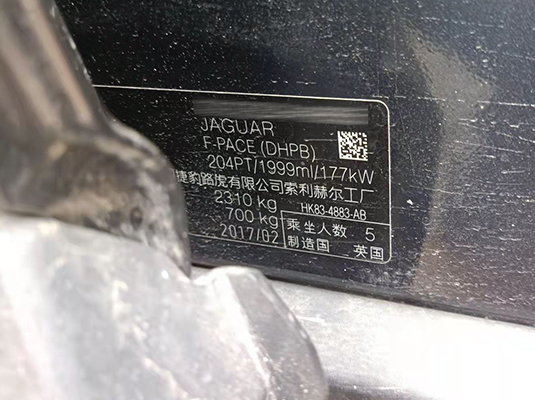 JAGUAR
F-PACE (DHPB)
204PT/1999ml/177kW
捷豹路虎有限公司索利赫尔工厂
2310 kg HK83-4883-AB
700 kg 乘坐人数 5
2017/02 制造国 英国